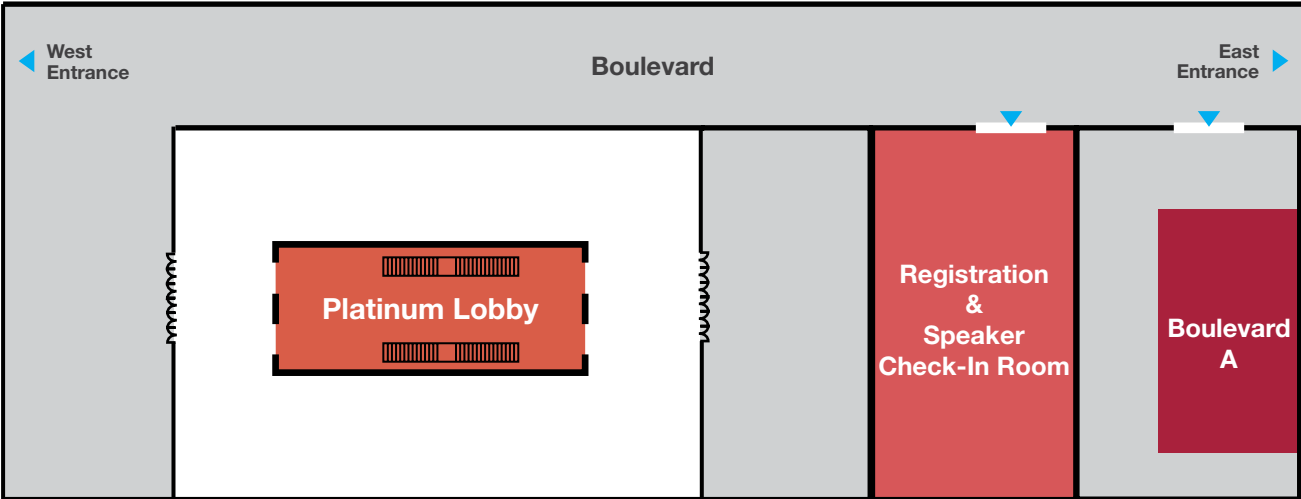 West
Entrance
Boulevard
East
Entrance
Platinum Lobby
Registration
&
Speaker
Check-In Room
Boulevard
A